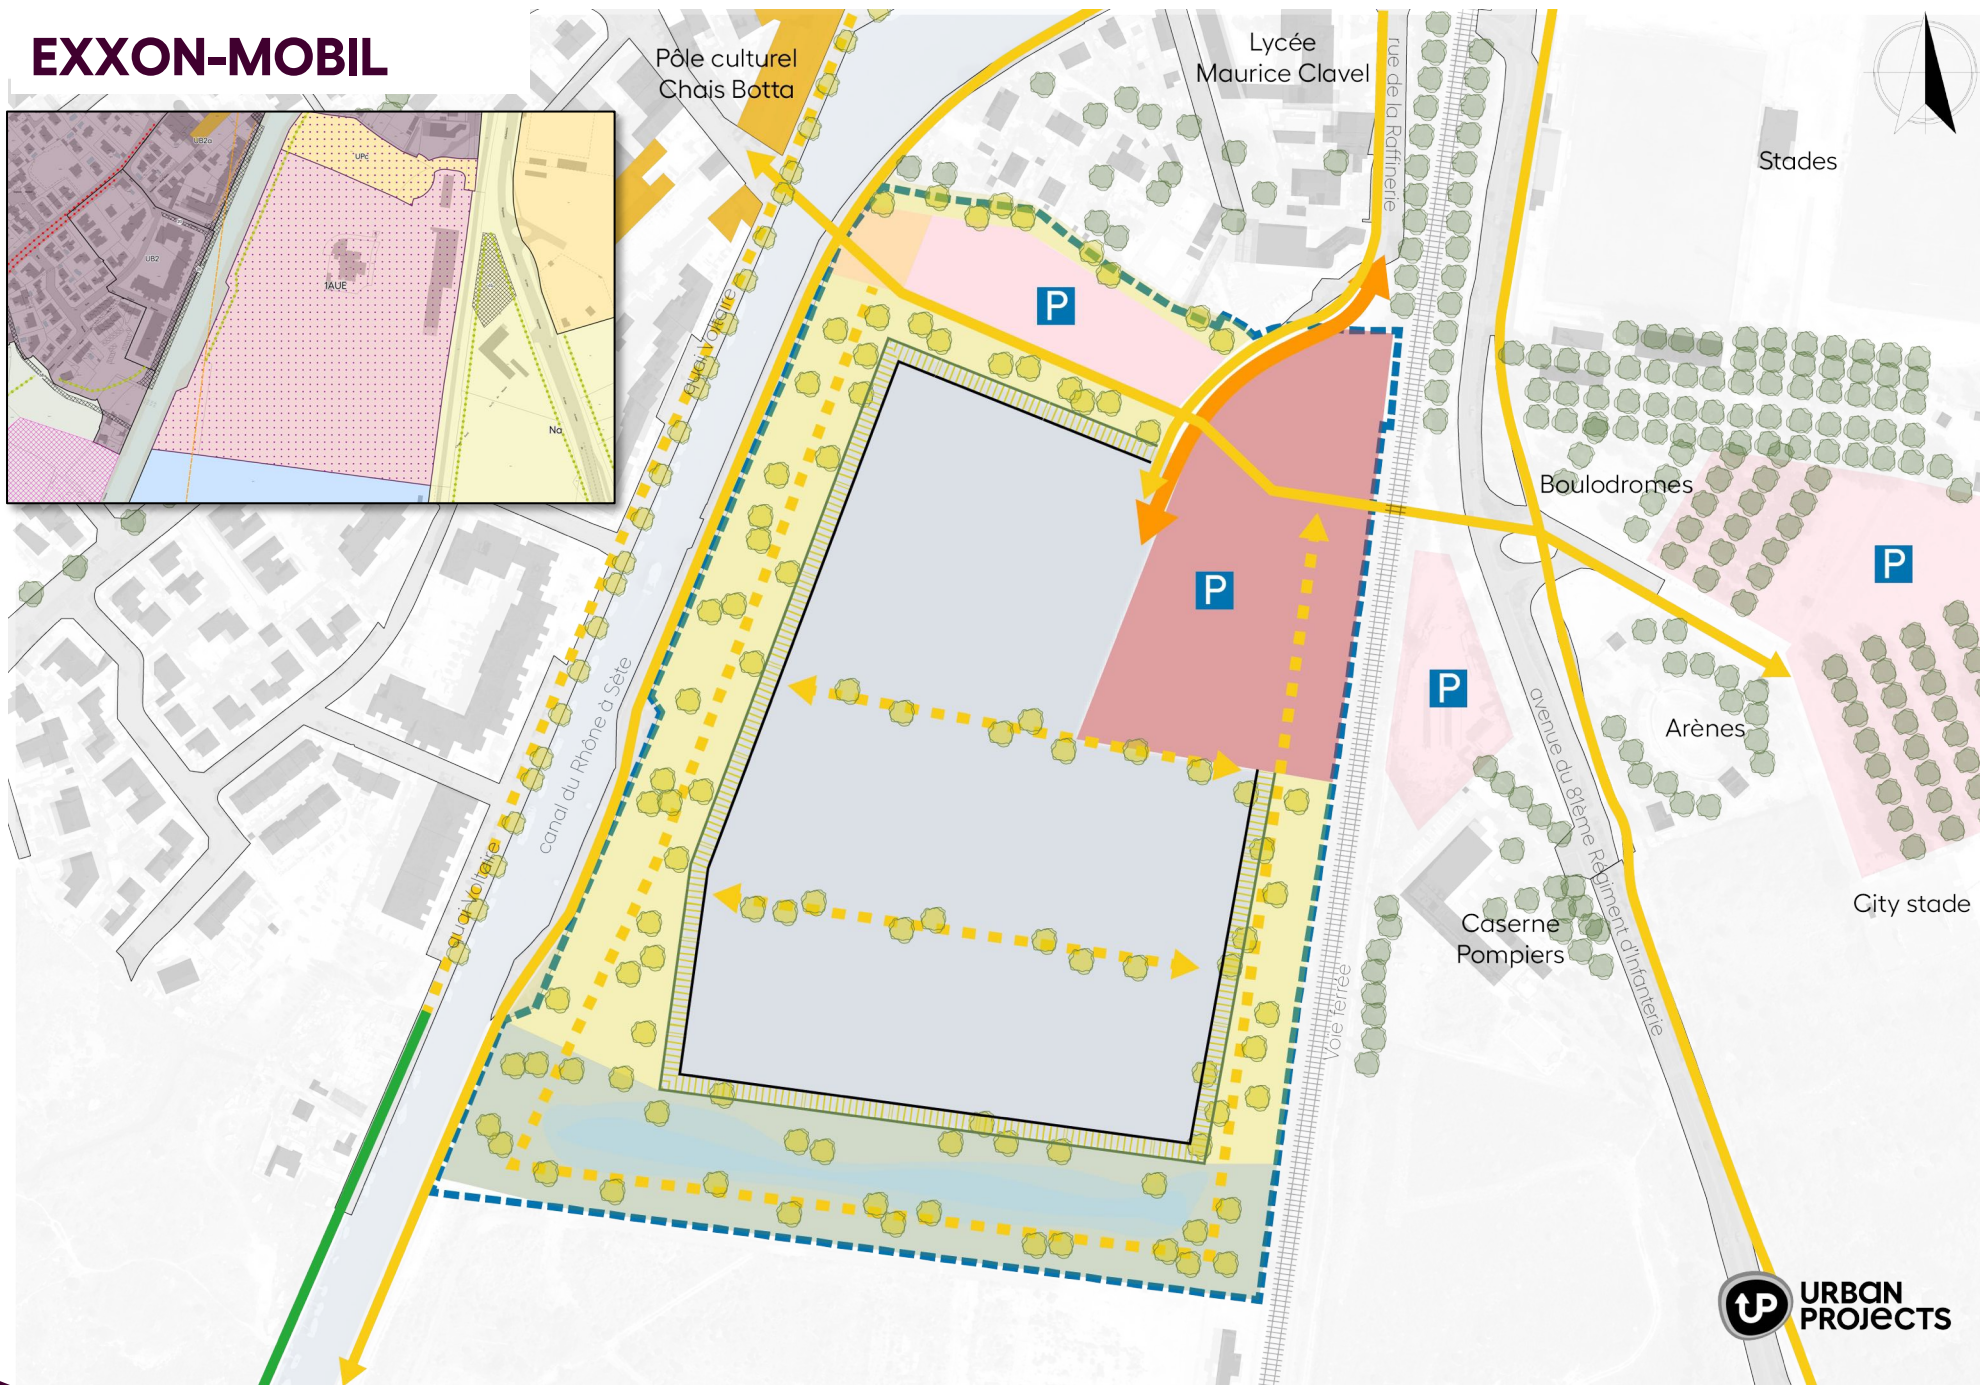 EXXON-MOBIL
Pôle culturel
Chais Botta
Lycée
Maurice Clavel
rue de la Raffinerie
Stades
UB2a
UPc
UB2
1AUE
Na
quai Voltaire
P
P
P
P
Boulodromes
canal du Rhône à Sète
Arènes
avenue du 81ème Régiment d'Infanterie
quai Voltaire
City stade
Caserne
Pompiers
Voie ferrée
UP
URBAN
PROJECTS